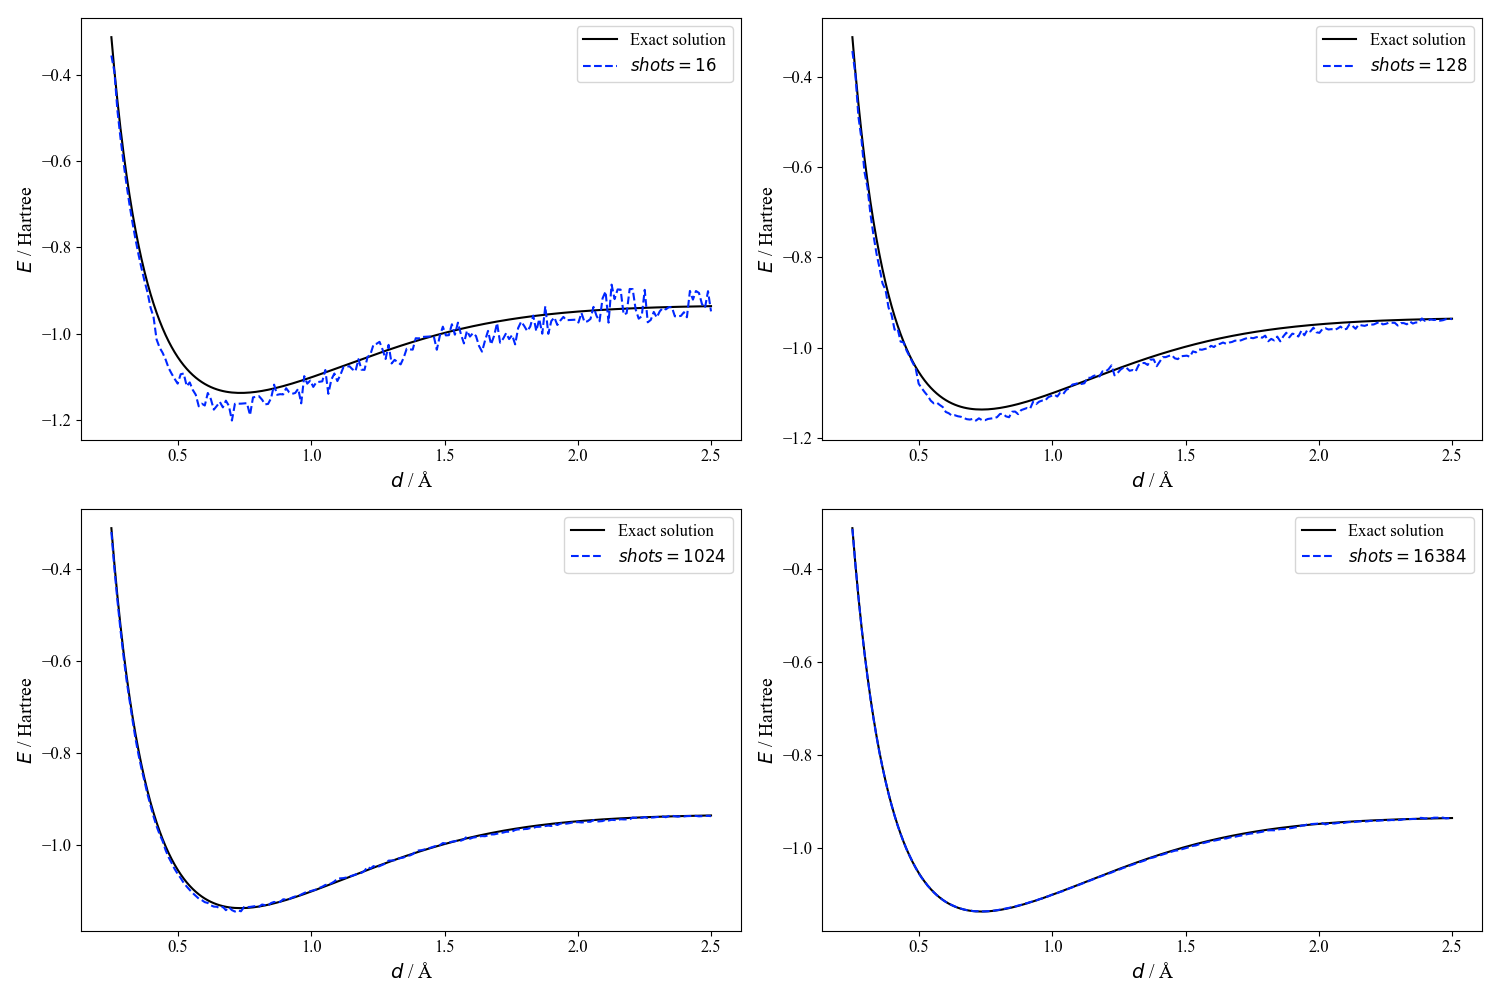 Exact solution
shots = 16
−0.4
−0.6
−0.8
−1.0
−1.2
E / Hartree
0.5 1.0 1.5 2.0 2.5
d / Å
Exact solution
shots = 128
−0.4
−0.6
−0.8
−1.0
−1.2
E / Hartree
0.5 1.0 1.5 2.0 2.5
d / Å
Exact solution
shots = 1024
−0.4
−0.6
−0.8
−1.0
E / Hartree
0.5 1.0 1.5 2.0 2.5
d / Å
Exact solution
shots = 16384
−0.4
−0.6
−0.8
−1.0
E / Hartree
0.5 1.0 1.5 2.0 2.5
d / Å